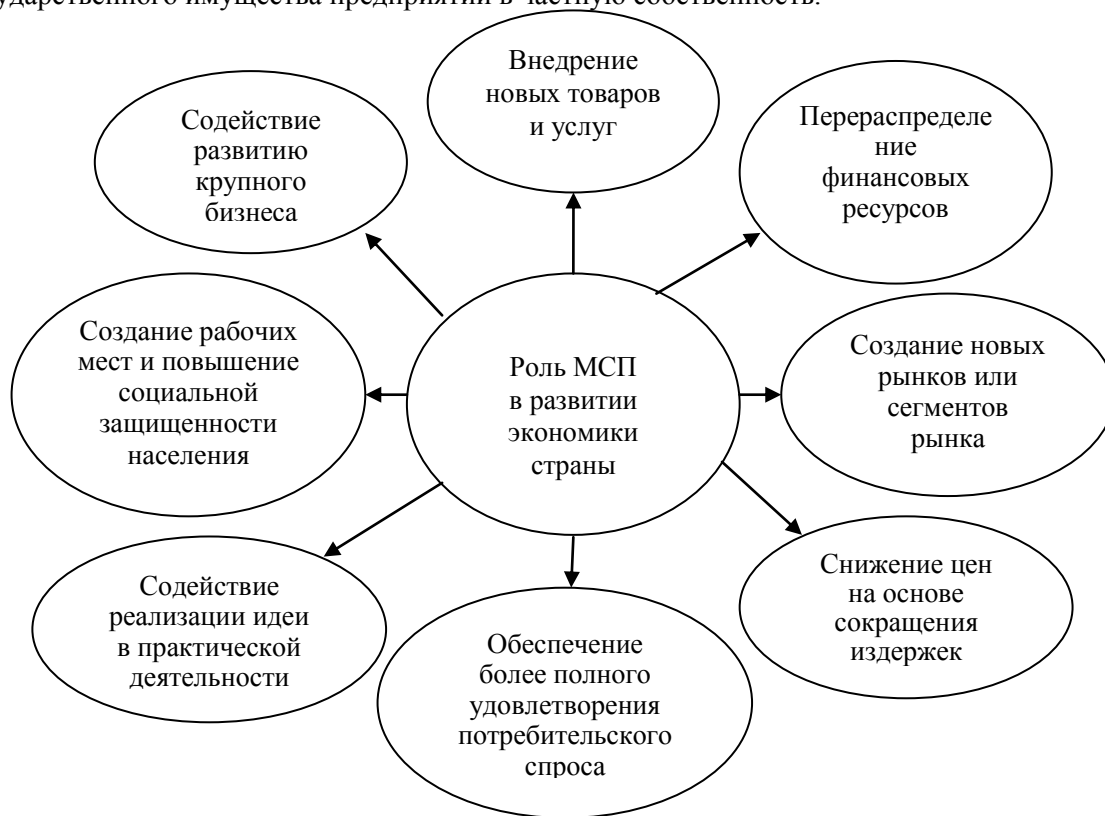 ударственного имущества предприятий в частную собственность.
Внедрение
новых товаров
и услуг
Содействие
развитию
крупного
бизнеса
Перераспределе
ние
финансовых
ресурсов
Создание рабочих
мест и повышение
социальной
защищенности
населения
Роль МСП
в развитии
экономики
страны
Создание новых
рынков или
сегментов
рынка
Содействие
реализации идеи
в практической
деятельности
Обеспечение
более полного
удовлетворения
потребительского
спроса
Снижение цен
на основе
сокращения
издержек